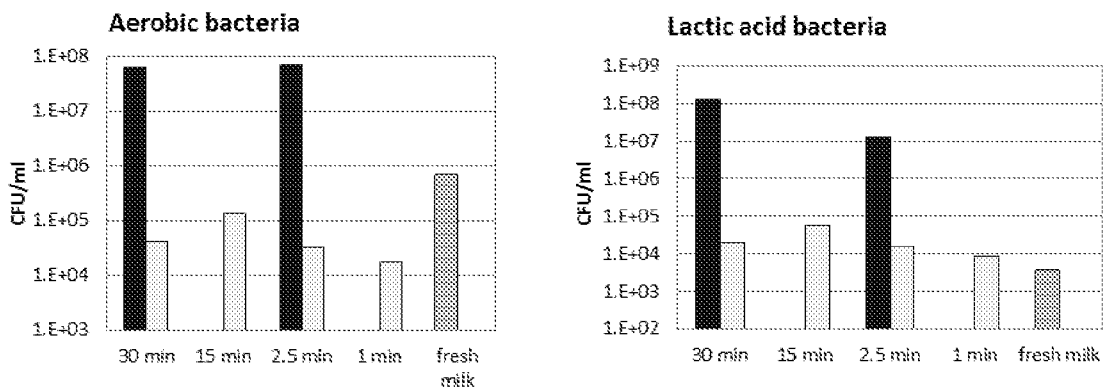 Aerobic bacteria
1.E+08
1.E+07
1.E+06
1.E+05
1.E+04
1.E+03
CFU/ml
30 min 15 min 2.5 min 1 min fresh milk
Lactic acid bacteria
1.E+09
1.E+08
1.E+07
1.E+06
1.E+05
1.E+04
1.E+03
1.E+02
CFU/ml
30 min 15 min 2.5 min 1 min fresh milk